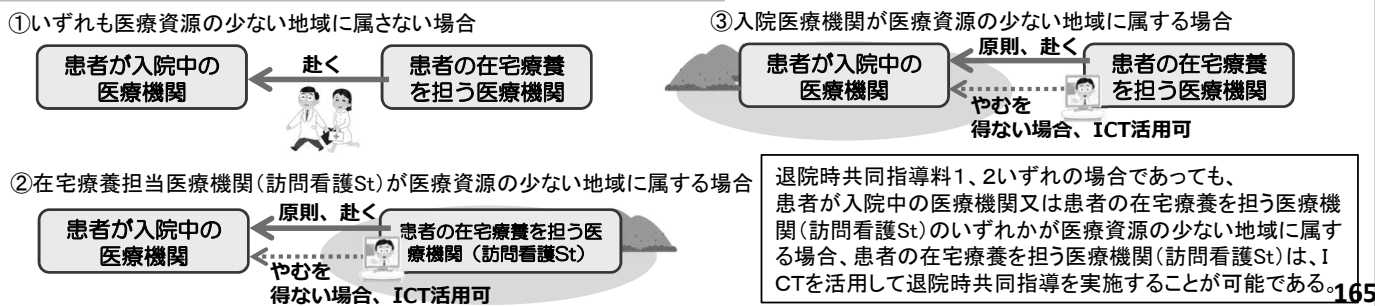 ①いずれも医療資源の少ない地域に属さない場合
患者が入院中の
医療機関
赴く
患者の在宅療養
を担う医療機関
②在宅療養担当医療機関(訪問看護St)が医療資源の少ない地域に属する場合
患者が入院中の
医療機関
原則、赴く
やむを
得ない場合、ICT活用可
患者の在宅療養を担う医
療機関（訪問看護St）
③入院医療機関が医療資源の少ない地域に属する場合
患者が入院中の
医療機関
原則、赴く
やむを
得ない場合、ICT活用可
患者の在宅療養
を担う医療機関
退院時共同指導料１、２いずれの場合であっても、
患者が入院中の医療機関又は患者の在宅療養を担う医療機
関(訪問看護St)のいずれかが医療資源の少ない地域に属す
る場合、患者の在宅療養を担う医療機関(訪問看護St)は、I
CTを活用して退院時共同指導を実施することが可能である。
165